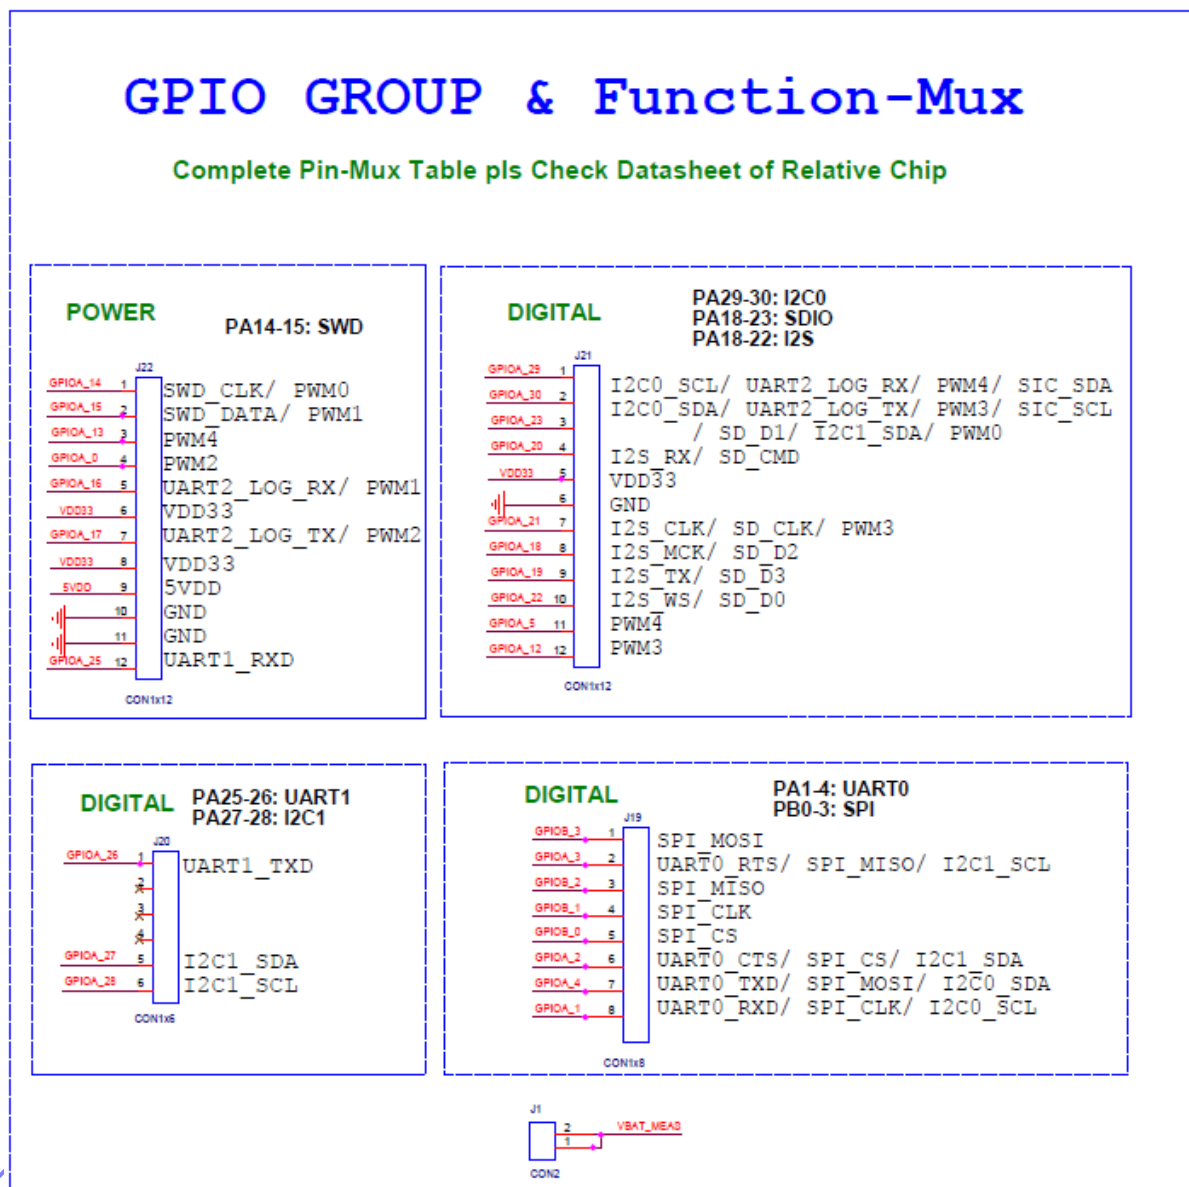 GPIO GROUP & Function-Mux
Complete Pin-Mux Table pls Check Datasheet of Relative Chip
POWER
PA14-15: SWD
J22
GPIOA_14 1 SWD_CLK/ PWM0
GPIOA_15 2 SWD_DATA/ PWM1
GPIOA_13 3 PWM4
GPIOA_0 4 PWM2
GPIOA_16 5 UART2_LOG_RX/ PWM1
VDD33 6 VDD33
GPIOA_17 7 UART2_LOG_TX/ PWM2
VDD33 8 VDD33
5VDD 9 5VDD
10 GND
11 GND
GPIOA_25 12 UART1_RXD
CON1x12
DIGITAL
PA29-30: I2C0
PA18-23: SDIO
PA18-22: I2S
J21
GPIOA_29 1 I2C0_SCL/ UART2_LOG_RX/ PWM4/ SIC_SDA
GPIOA_30 2 I2C0_SDA/ UART2_LOG_TX/ PWM3/ SIC_SCL
GPIOA_23 3 / SD_D1/ I2C1_SDA/ PWM0
GPIOA_20 4 I2S_RX/ SD_CMD
VDD33 5 VDD33
6 GND
GPIOA_21 7 I2S_CLK/ SD_CLK/ PWM3
GPIOA_18 8 I2S_MCK/ SD_D2
GPIOA_19 9 I2S_TX/ SD_D3
GPIOA_22 10 I2S_WS/ SD_D0
GPIOA_5 11 PWM4
GPIOA_12 12 PWM3
CON1x12
DIGITAL
PA25-26: UART1
PA27-28: I2C1
J20
GPIOA_26 1 UART1_TXD
2
3
4
GPIOA_27 5 I2C1_SDA
GPIOA_28 6 I2C1_SCL
CON1x6
DIGITAL
PA1-4: UART0
PB0-3: SPI
J19
GPIOB_3 1 SPI_MOSI
GPIOA_3 2 UART0_RTS/ SPI_MISO/ I2C1_SCL
GPIOB_2 3 SPI_MISO
GPIOB_1 4 SPI_CLK
GPIOB_0 5 SPI_CS
GPIOA_2 6 UART0_CTS/ SPI_CS/ I2C1_SDA
GPIOA_4 7 UART0_TXD/ SPI_MOSI/ I2C0_SDA
GPIOA_1 8 UART0_RXD/ SPI_CLK/ I2C0_SCL
CON1x8
J1
2 VBAT_MEAS
1
CON2